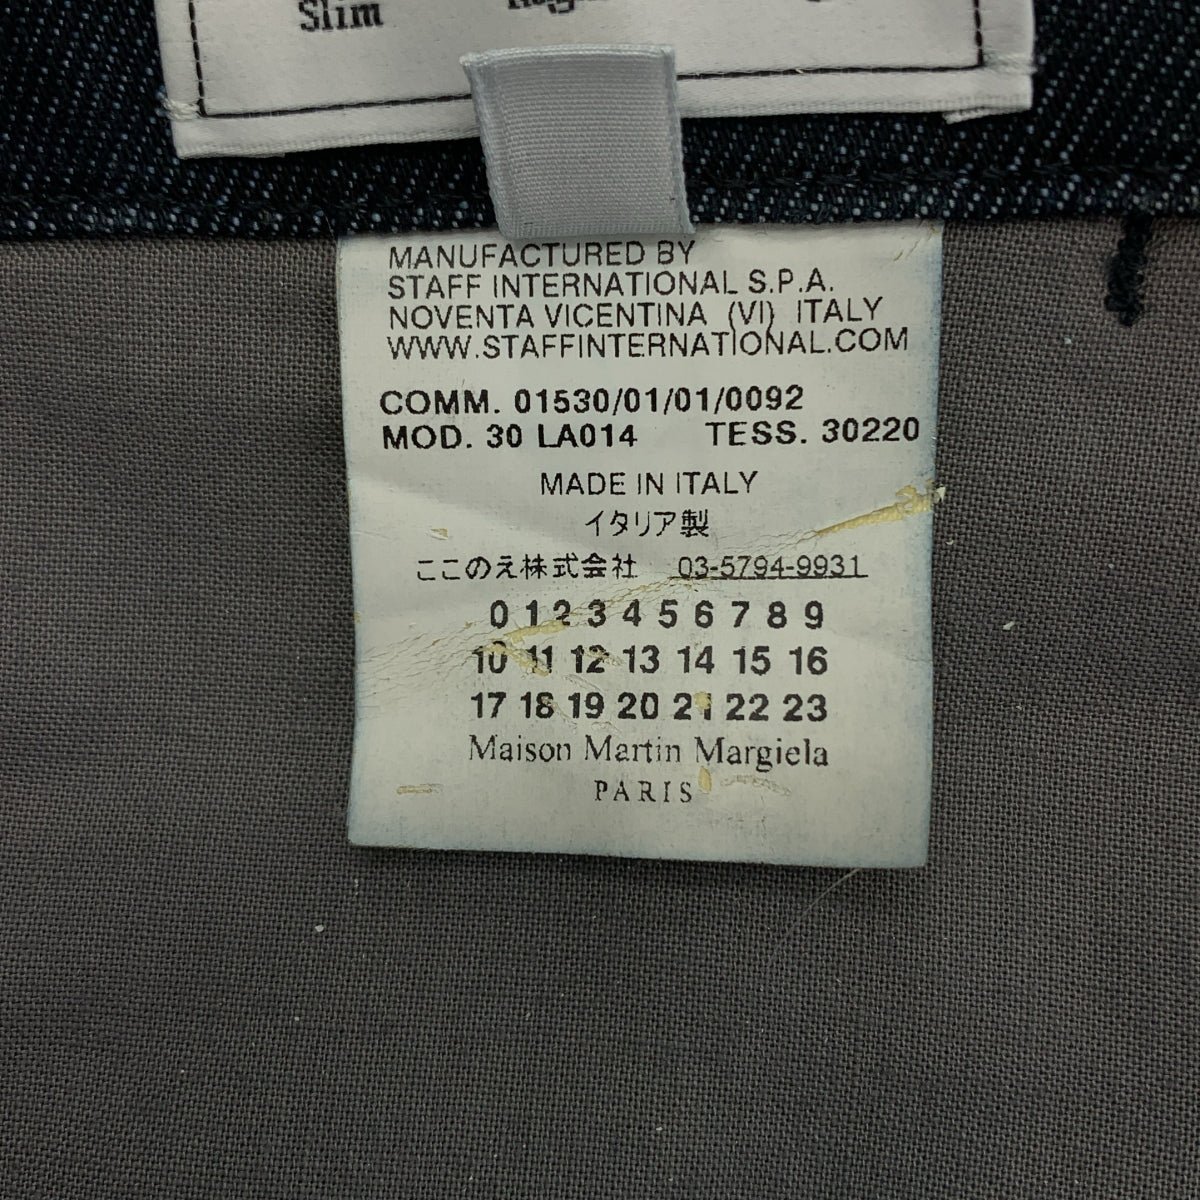 Slim
MANUFACTURED BY
STAFF INTERNATIONAL S.P.A.
NOVENTA VICENTINA (VI) ITALY
WWW.STAFFINTERNATIONAL.COM
COMM. 01530/01/01/0092
MOD. 30 LA014 TESS. 30220
MADE IN ITALY
イタリア製
ここのえ株式会社 03-5794-9931
0 1 2 3 4 5 6 7 8 9
10 11 12 13 14 15 16
17 18 19 20 21 22 23
Maison Martin Margiela
PARIS